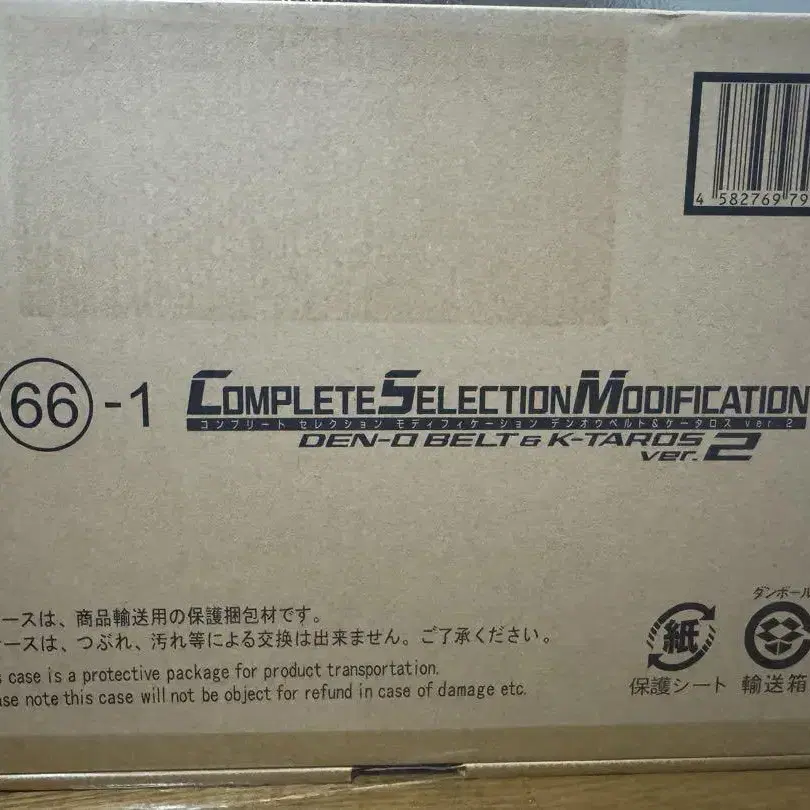 4 582769 79
66-1
COMPLETE SELECTION MODIFICATION
コンプリート セレクション モディフィケーション デンオウベルト&ケータロス ver.2
DEN-O BELT & K-TAROS
ver. 2
ースは、商品輸送用の保護梱包材です。
ースは、つぶれ、汚れ等による交換は出来ません。ご了承ください。
s case is a protective package for product transportation.
ase note this case will not be object for refund in case of damage etc.
ダンボール
紙
保護シート
輸送箱